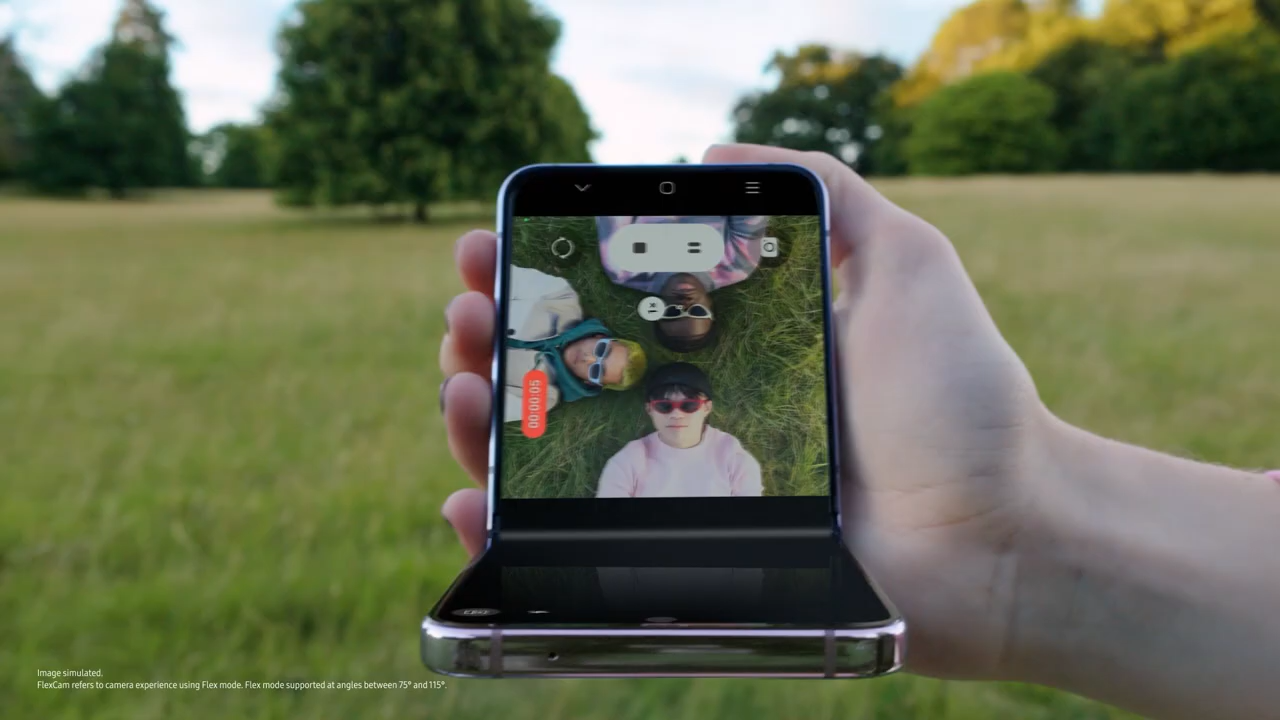 x1
00:00:05
Image simulated.
FlexCam refers to camera experience using Flex mode. Flex mode supported at angles between 75° and 115°.